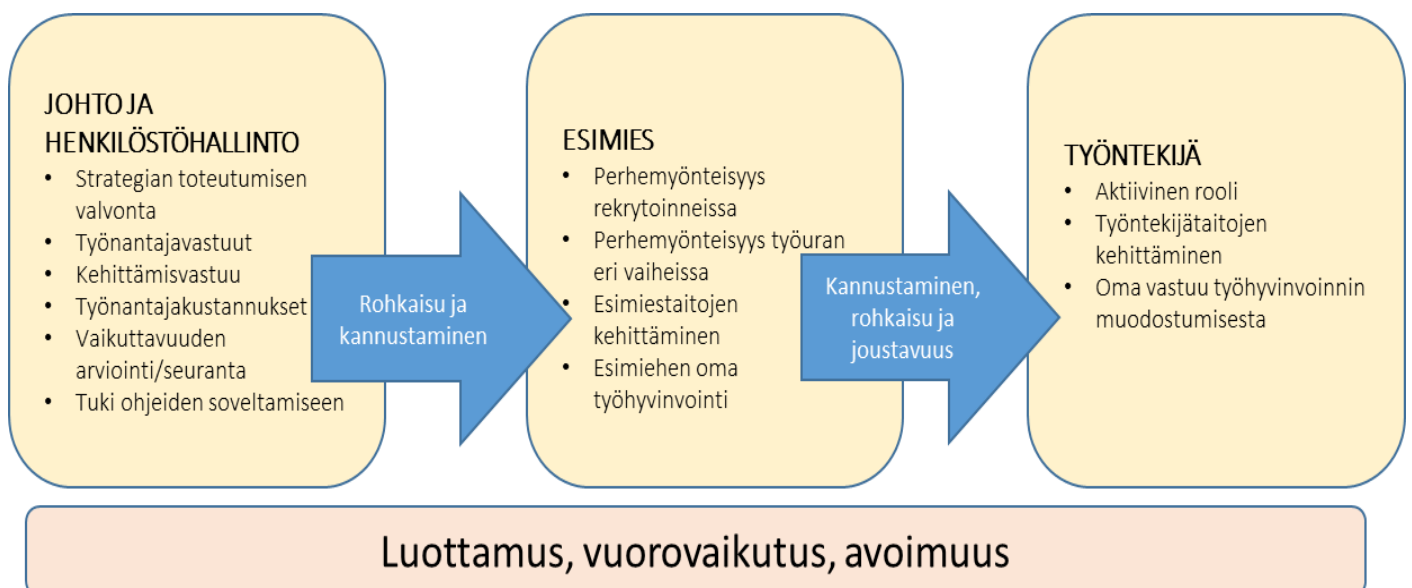 JOHTO JA
HENKILÖSTÖHALLINTO
• Strategian toteutumisen
valvonta
• Työnantajavastuut
• Kehittämisvastuu
• Työnantajakustannukset
• Vaikuttavuuden
arviointi/seuranta
• Tuki ohjeiden soveltamiseen
Rohkaisu ja
kannustaminen
ESIMIES
• Perhemyönteisyys
rekrytoinneissa
• Perhemyönteisyys työuran
eri vaiheissa
• Esimiestaitojen
kehittäminen
• Esimiehen oma
työhyvinvointi
Kannustaminen,
rohkaisu ja
joustavuus
TYÖNTEKIJÄ
• Aktiivinen rooli
• Työntekijätaitojen
kehittäminen
• Oma vastuu työhyvinvoinnin
muodostumisesta
Luottamus, vuorovaikutus, avoimuus